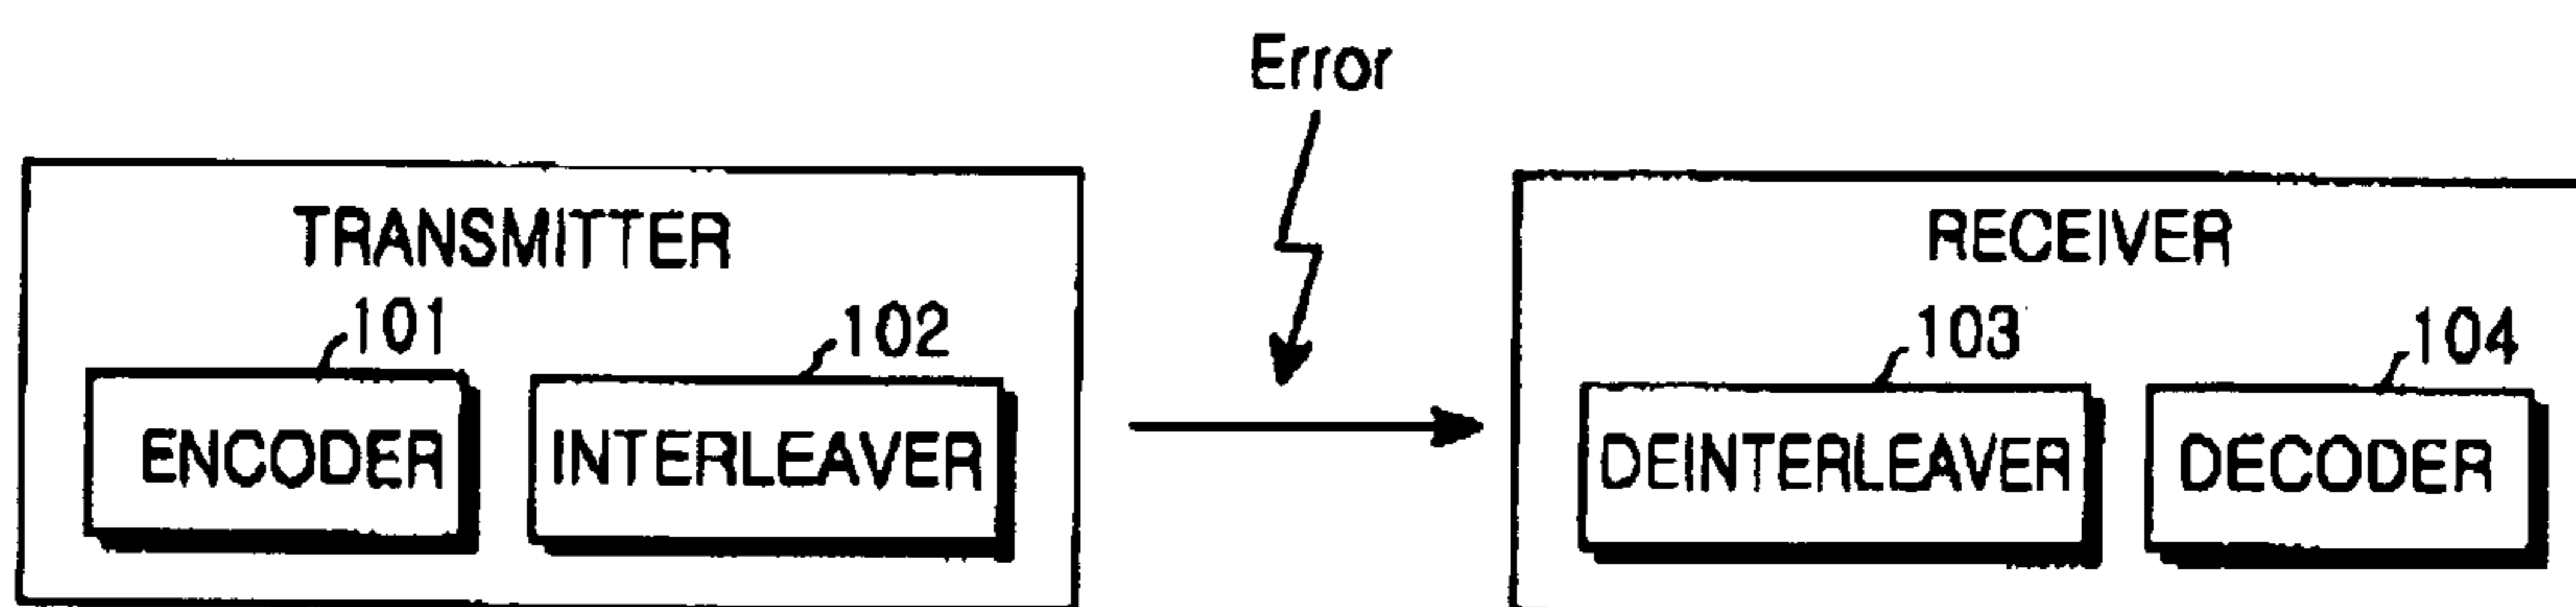 Error
TRANSMITTER
RECEIVER
101
102
103
104
ENCODER
INTERLEAVER
DEINTERLEAVER
DECODER